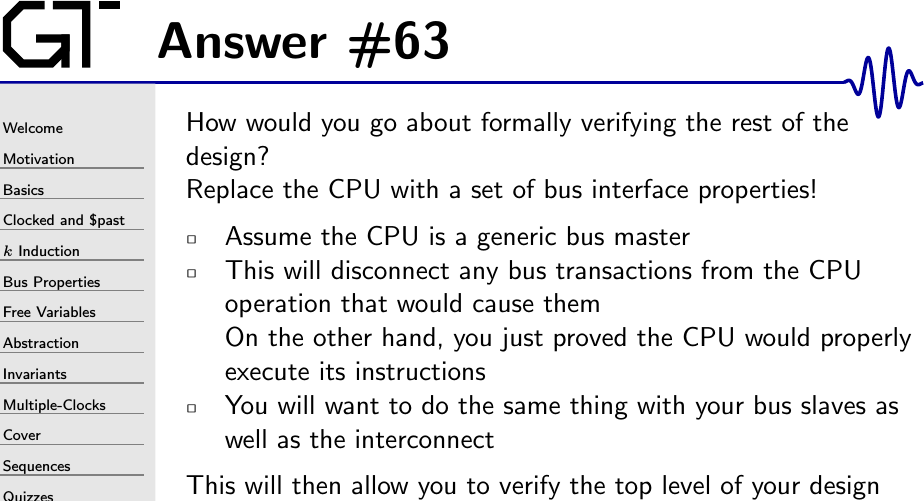 GT
Answer #63
Welcome
Motivation
Basics
Clocked and $past
k Induction
Bus Properties
Free Variables
Abstraction
Invariants
Multiple-Clocks
Cover
Sequences
Quizzes
How would you go about formally verifying the rest of the
design?
Replace the CPU with a set of bus interface properties!
Assume the CPU is a generic bus master
This will disconnect any bus transactions from the CPU
operation that would cause them
On the other hand, you just proved the CPU would properly
execute its instructions
You will want to do the same thing with your bus slaves as
well as the interconnect
This will then allow you to verify the top level of your design